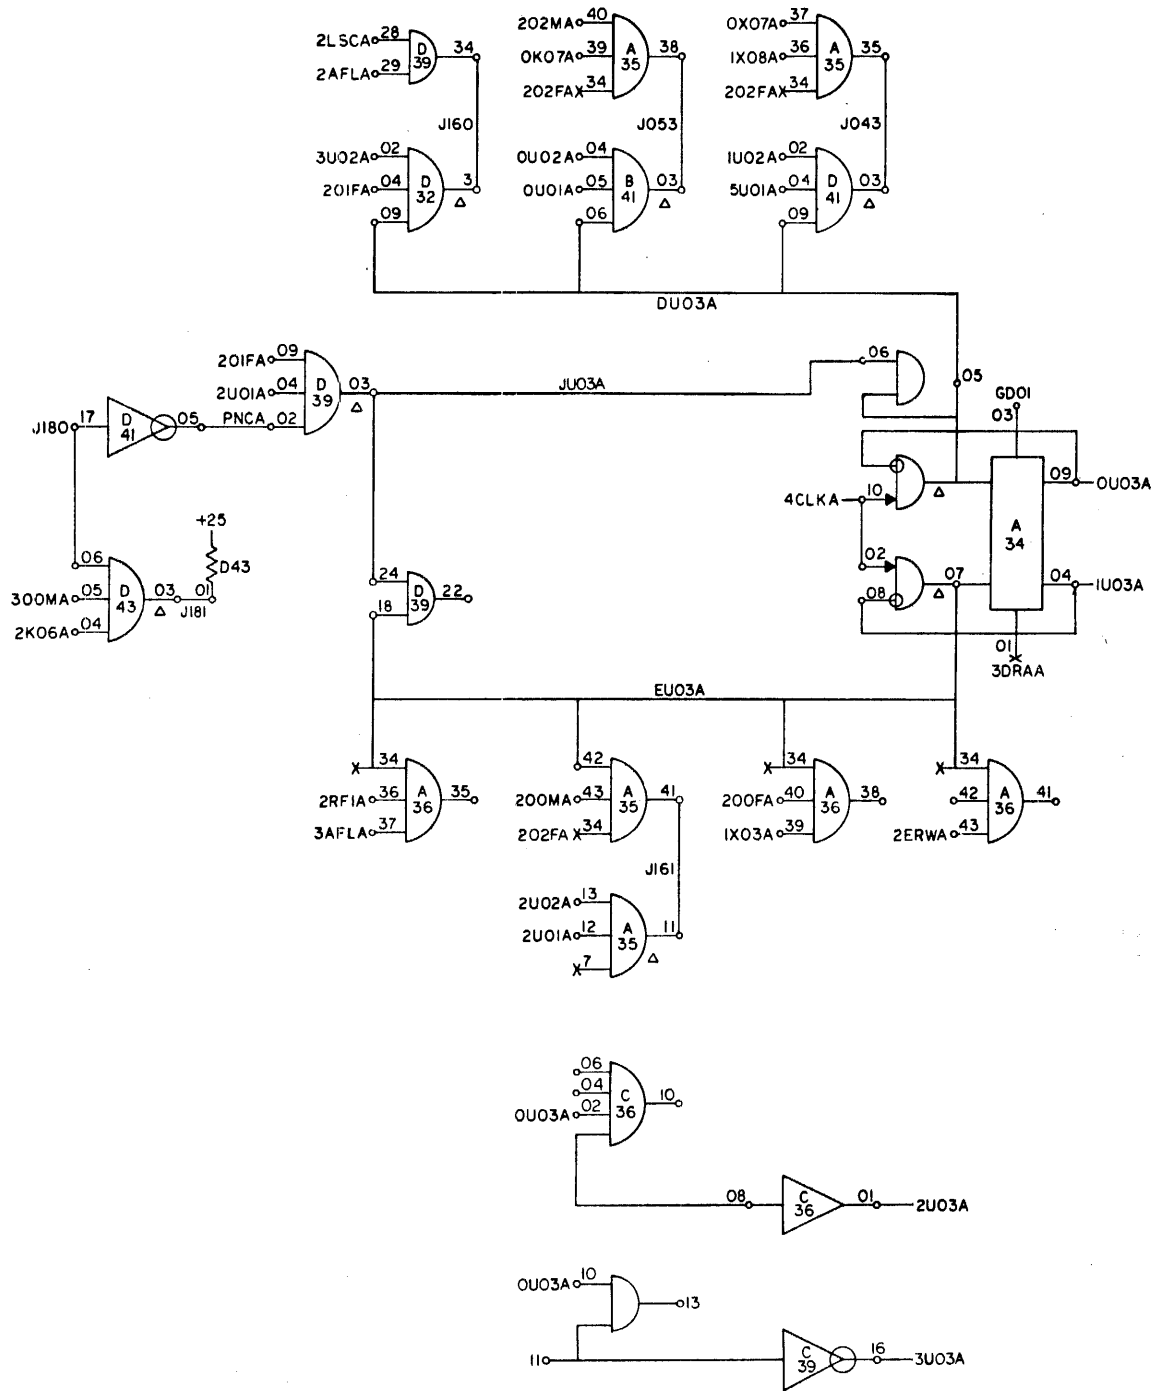 2LSCA 28 D 39 34
2AFLA 29
202MA 40 A 35 38
0K07A 39
202FA 34
0X07A 37 A 35 35
1X08A 36
202FA 34
J160
J053
J043
3U02A 02 D 32 3 Δ
201FA 04
09
0U02A 04 B 41 03 Δ
0U01A 05
06
1U02A 02 D 41 03 Δ
5U01A 04
09
DU03A
201FA 09 D 39 03 Δ
2U01A 04
PNCA 02
JU03A
06
05
J180 17 D 41 05
GD01
03
09 0U03A
4CLKA 10 Δ
A 34
+25
D43
06
300MA 05 D 43 03 Δ 01
J181
2K06A 04
24 D 39 22
18
02 07
08 Δ
04 1U03A
01
3DRAA
EU03A
34
2RF1A 36 A 36 35
3AFLA 37
42
200MA 43 A 35 41
202FA 34
34
200FA 40 A 36 38
1X03A 39
34
42 A 36 41
2ERWA 43
J161
2U02A 13
2U01A 12 A 35 11 Δ
7
06
04 C 36 10
0U03A 02
08 C 36 01 2U03A
0U03A 10
13
11 C 39 16 3U03A